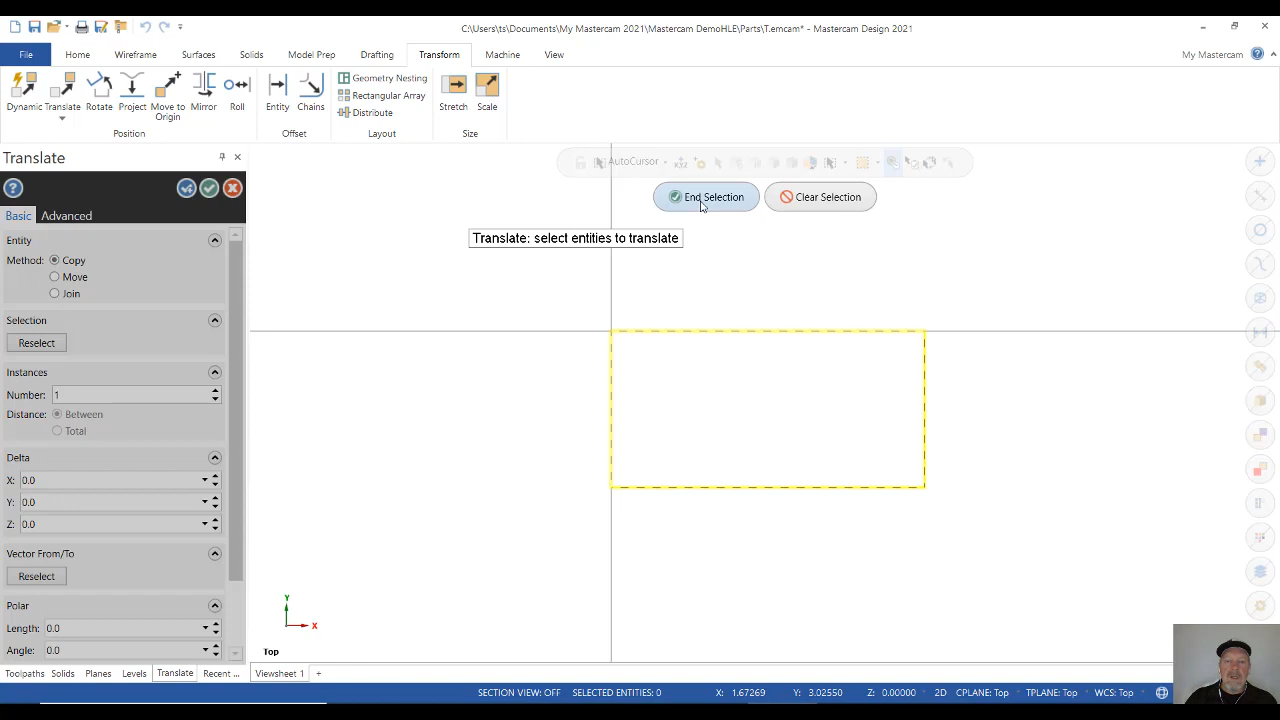 C:\Users\ts\Documents\My Mastercam 2021\Mastercam DemoHLE\Parts\T.emcam* - Mastercam Design 2021
File Home Wireframe Surfaces Solids Model Prep Drafting Transform Machine View My Mastercam
Dynamic Translate Rotate Project Move to Origin Mirror Roll
Entity Chains
Geometry Nesting
Rectangular Array
Distribute
Stretch Scale
Position Offset Layout Size
Translate
AutoCursor
End Selection Clear Selection
Basic Advanced
Translate: select entities to translate
Entity
Method: Copy
Move
Join
Selection
Reselect
Instances
Number: 1
Distance: Between
Total
Delta
X: 0.0
Y: 0.0
Z: 0.0
Vector From/To
Reselect
Polar
Length: 0.0
Angle: 0.0
Y
X
Top
Toolpaths Solids Planes Levels Translate Recent ... Viewsheet 1 +
SECTION VIEW: OFF SELECTED ENTITIES: 0 X: 1.67269 Y: 3.02550 Z: 0.00000 2D CPLANE: Top TPLANE: Top WCS: Top